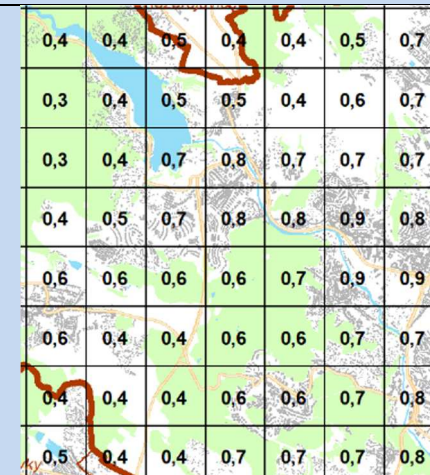 0,4 0,4 0,5 0,4 0,4 0,5 0,7
0,3 0,4 0,5 0,5 0,4 0,6 0,7
0,3 0,4 0,7 0,8 0,7 0,7 0,7
0,4 0,5 0,7 0,8 0,8 0,9 0,8
0,6 0,6 0,6 0,6 0,7 0,9 0,9
0,6 0,4 0,4 0,6 0,6 0,7 0,7
0,4 0,4 0,4 0,6 0,6 0,7 0,8
0,5 0,4 0,4 0,7 0,7 0,7 0,8